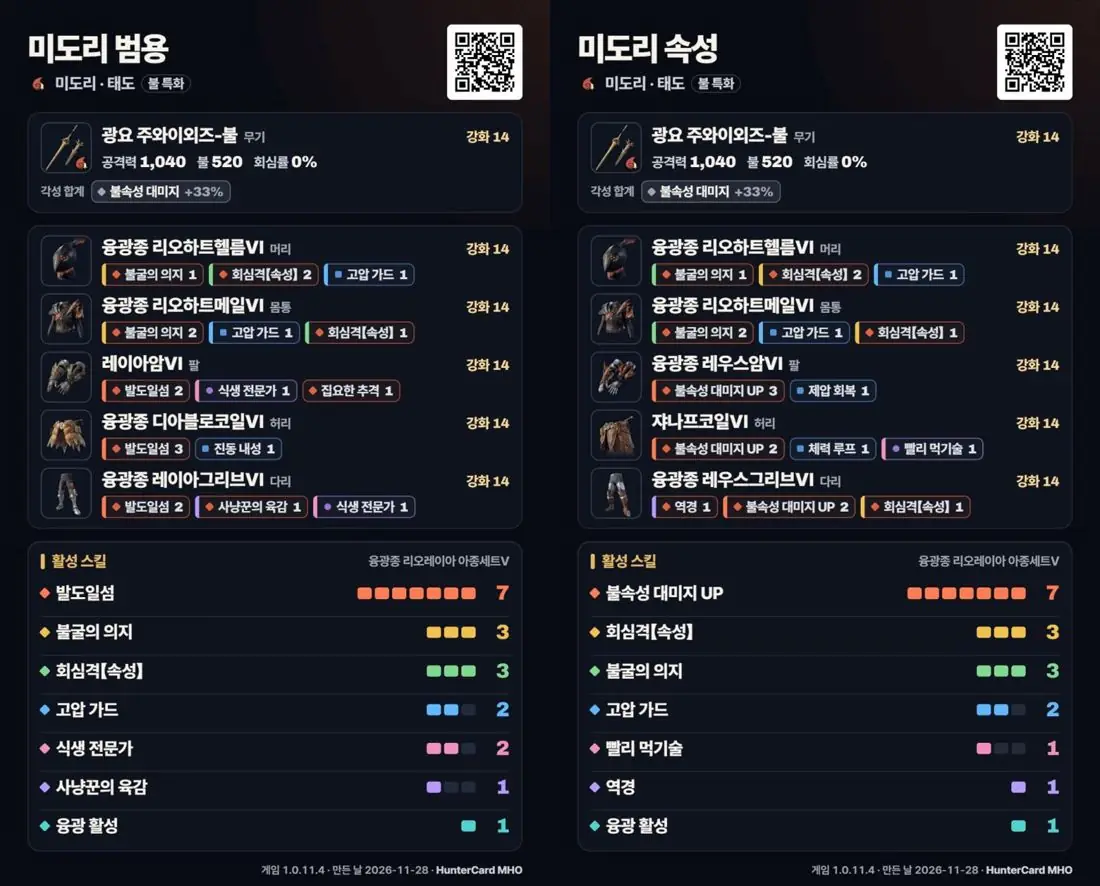 미도리 범용
미도리 · 태도 불 특화
광요 주와이외즈-불 무기 강화 14
공격력 1,040 불 520 회심률 0%
각성 합계 불속성 대미지 +33%
융광종 리오하트헬름VI 머리 강화 14
불굴의 의지 1 회심격【속성】 2 고압 가드 1
융광종 리오하트메일VI 몸통 강화 14
불굴의 의지 2 고압 가드 1 회심격【속성】 1
레이아암VI 팔 강화 14
발도일섬 2 식생 전문가 1 집요한 추격 1
융광종 디아블로코일VI 허리 강화 14
발도일섬 3 진동 내성 1
융광종 레이아그리브VI 다리 강화 14
발도일섬 2 사냥꾼의 육감 1 식생 전문가 1
활성 스킬 융광종 리오레이아 아종세트V
발도일섬 7
불굴의 의지 3
회심격【속성】 3
고압 가드 2
식생 전문가 2
사냥꾼의 육감 1
융광 활성 1
게임 1.0.11.4 · 만든 날 2026-11-28 · HunterCard MHO
미도리 속성
미도리 · 태도 불 특화
광요 주와이외즈-불 무기 강화 14
공격력 1,040 불 520 회심률 0%
각성 합계 불속성 대미지 +33%
융광종 리오하트헬름VI 머리 강화 14
불굴의 의지 1 회심격【속성】 2 고압 가드 1
융광종 리오하트메일VI 몸통 강화 14
불굴의 의지 2 고압 가드 1 회심격【속성】 1
융광종 레우스암VI 팔 강화 14
불속성 대미지 UP 3 제압 회복 1
쟈나프코일VI 허리 강화 14
불속성 대미지 UP 2 체력 루프 1 빨리 먹기술 1
융광종 레우스그리브VI 다리 강화 14
역경 1 불속성 대미지 UP 2 회심격【속성】 1
활성 스킬 융광종 리오레이아 아종세트V
불속성 대미지 UP 7
회심격【속성】 3
불굴의 의지 3
고압 가드 2
빨리 먹기술 1
역경 1
융광 활성 1
게임 1.0.11.4 · 만든 날 2026-11-28 · HunterCard MHO